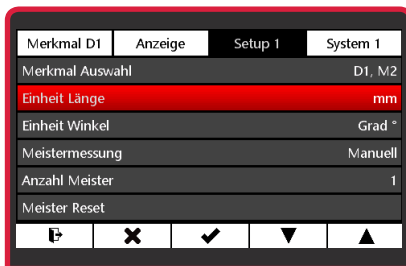 Merkmal D1 Anzeige Setup 1 System 1
Merkmal Auswahl D1, M2
Einheit Länge mm
Einheit Winkel Grad °
Meistermessung Manuell
Anzahl Meister 1
Meister Reset